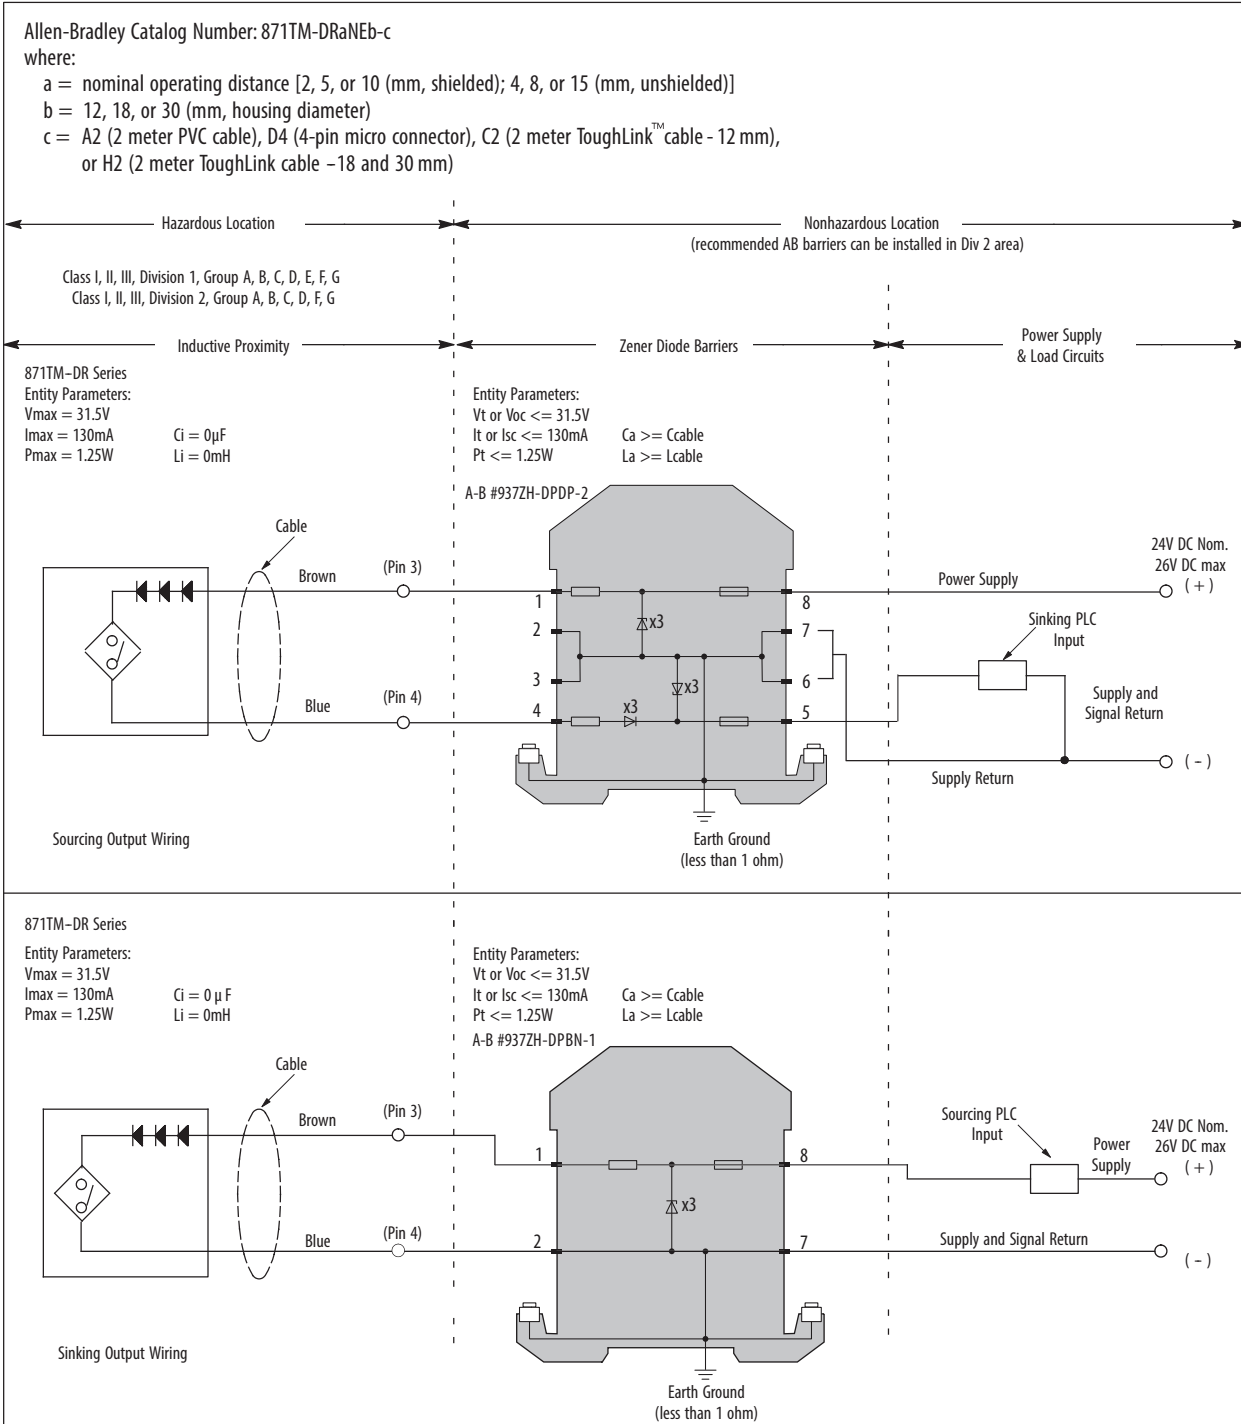 Allen-Bradley Catalog Number: 871TM-DRaNEb-c
where:
a = nominal operating distance [2, 5, or 10 (mm, shielded); 4, 8, or 15 (mm, unshielded)]
b = 12, 18, or 30 (mm, housing diameter)
c = A2 (2 meter PVC cable), D4 (4-pin micro connector), C2 (2 meter ToughLink™ cable - 12 mm),
or H2 (2 meter ToughLink cable –18 and 30 mm)
Hazardous Location
Nonhazardous Location
(recommended AB barriers can be installed in Div 2 area)
Class I, II, III, Division 1, Group A, B, C, D, E, F, G
Class I, II, III, Division 2, Group A, B, C, D, F, G
Inductive Proximity
Zener Diode Barriers
Power Supply
& Load Circuits
871TM–DR Series
Entity Parameters:
Vmax = 31.5V
Imax = 130mA Ci = 0µF
Pmax = 1.25W Li = 0mH
Entity Parameters:
Vt or Voc <= 31.5V
It or Isc <= 130mA Ca >= Ccable
Pt <= 1.25W La >= Lcable
A-B #937ZH-DPDP-2
Cable
Brown
(Pin 3)
Blue
(Pin 4)
1
2
3
4
x3
x3
x3
8
7
6
5
Power Supply
24V DC Nom.
26V DC max
( + )
Sinking PLC
Input
Supply and
Signal Return
( - )
Supply Return
Sourcing Output Wiring
Earth Ground
(less than 1 ohm)
871TM–DR Series
Entity Parameters:
Vmax = 31.5V
Imax = 130mA Ci = 0 µ F
Pmax = 1.25W Li = 0mH
Entity Parameters:
Vt or Voc <= 31.5V
It or Isc <= 130mA Ca >= Ccable
Pt <= 1.25W La >= Lcable
A-B #937ZH-DPBN-1
Cable
Brown
(Pin 3)
Blue
(Pin 4)
1
2
x3
8
7
Sourcing PLC
Input
Power
Supply
24V DC Nom.
26V DC max
( + )
Supply and Signal Return
( - )
Sinking Output Wiring
Earth Ground
(less than 1 ohm)